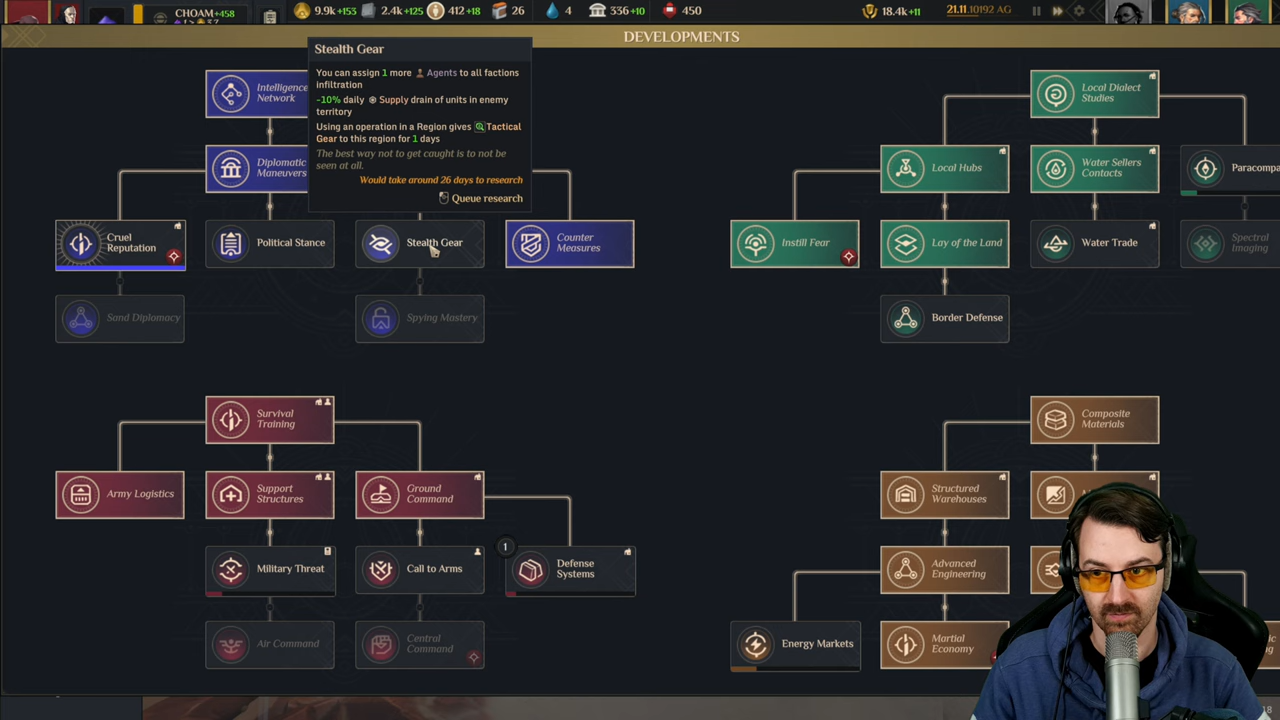 CHOAM +458
9.9k +153
2.4k +125
412 +18
26
4
336 +10
450
18.4k +11
21.11.10192 AG
DEVELOPMENTS
Stealth Gear
You can assign 1 more Agents to all factions
infiltration
-10% daily Supply drain of units in enemy
territory
Using an operation in a Region gives Tactical
Gear to this region for 1 days
The best way not to get caught is to not be
seen at all.
Would take around 26 days to research
Queue research
Intelligence
Network
Diplomatic
Maneuvers
Cruel
Reputation
Political Stance
Stealth Gear
Counter
Measures
Sand Diplomacy
Spying Mastery
Local Dialect
Studies
Local Hubs
Water Sellers
Contacts
Instill Fear
Lay of the Land
Water Trade
Spectral
Imaging
Border Defense
Survival
Training
Army Logistics
Support
Structures
Ground
Command
Military Threat
Call to Arms
1
Defense
Systems
Air Command
Central
Command
Composite
Materials
Structured
Warehouses
Advanced
Engineering
Energy Markets
Martial
Economy